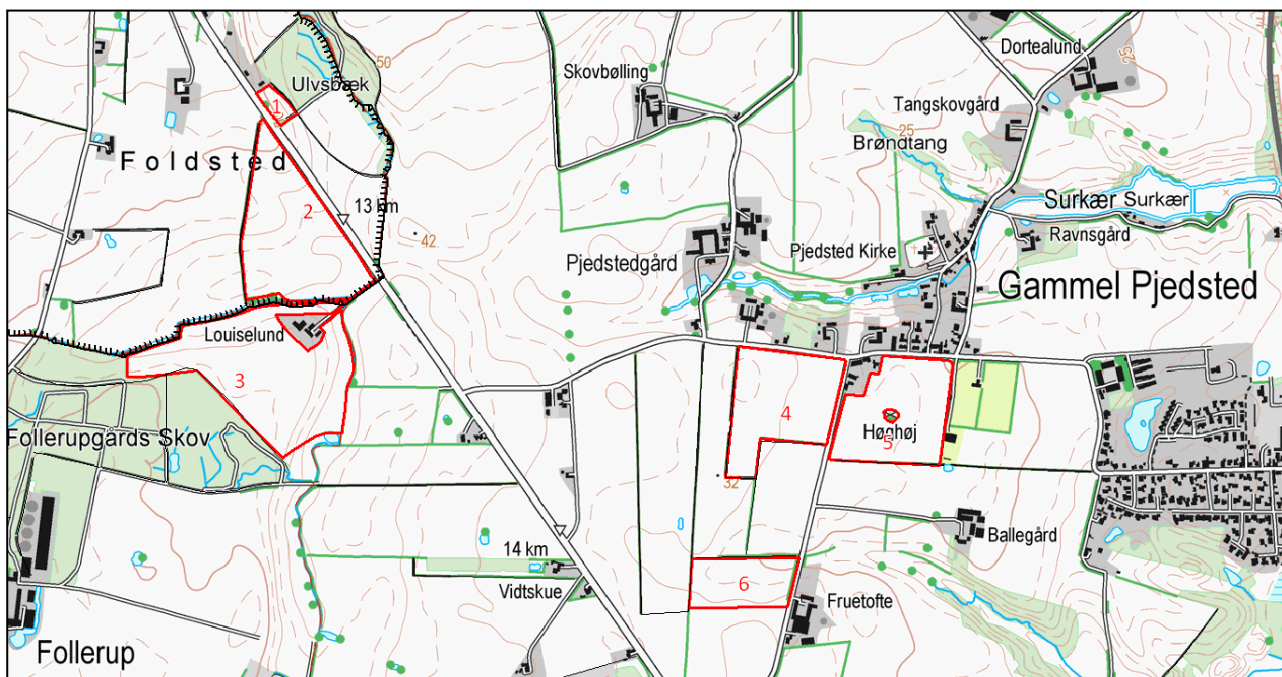 Dortealund
25
Ulvsbæk
50
Skovbølling
Tangskovgård
1
25
Brøndtang
Foldsted
2
13 km
42
Surkær
Surkær
Ravnsgård
Pjedsted Kirke
Pjedstedgård
Gammel Pjedsted
Louiselund
3
4
Høghøj
5
Follerupgårds Skov
32
14 km
Ballegård
6
Vidtskue
Fruetofte
Follerup